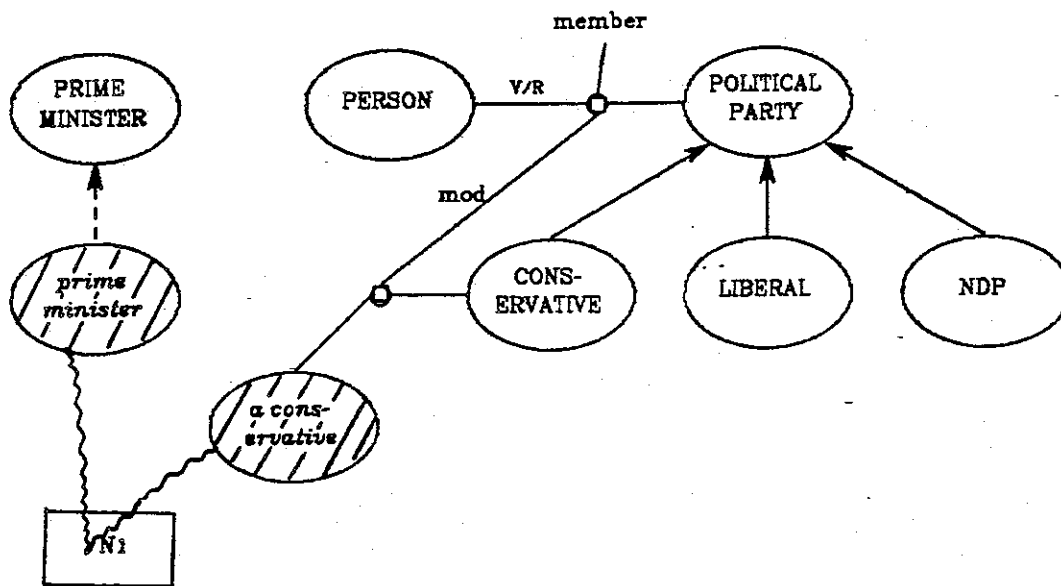 member
PRIME
MINISTER
PERSON
V/R
POLITICAL
PARTY
mod
prime
minister
CONS-
ERVATIVE
LIBERAL
NDP
a cons-
ervative
N1